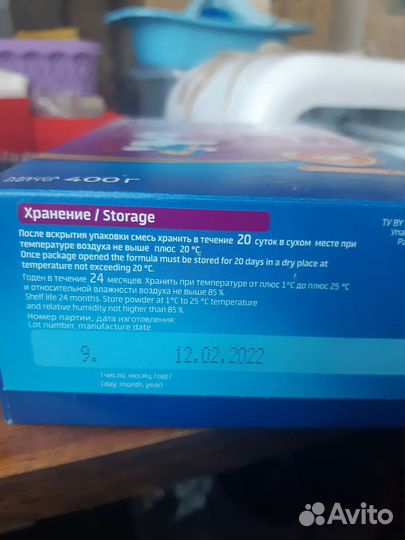 400 г
Хранение / Storage
После вскрытия упаковки смесь хранить в течение 20 суток в сухом месте при
температуре воздуха не выше плюс 20 °C.
Once package opened the formula must be stored for 20 days in a dry place at
temperature not exceeding 20 °C.
Годен в течение 24 месяцев. Хранить при температуре от плюс 1°C до плюс 25 °C
и относительной влажности воздуха не выше 85 %
Shelf life 24 months. Store powder at 1°C to 25 °C temperature
and relative humidity not higher than 85 %
Номер партии, дата изготовления:
Lot number, manufacture date
9. 12.02.2022
(число, месяц, год) /
(day, month, year)
ТУ BY
Упа
Ра
Avito